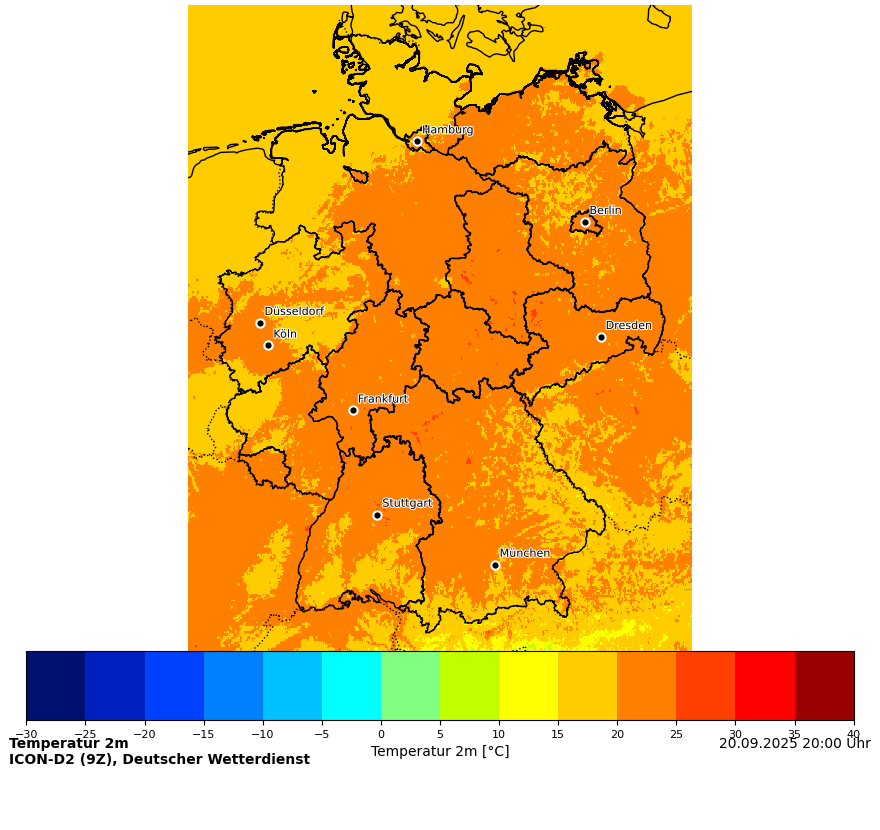 Hamburg
Berlin
Düsseldorf
Köln
Dresden
Frankfurt
Stuttgart
München
−30 −25 −20 −15 −10 −5 0 5 10 15 20 25 30 35 40
Temperatur 2m
Temperatur 2m [°C]
20.09.2025 20:00 Uhr
ICON-D2 (9Z), Deutscher Wetterdienst